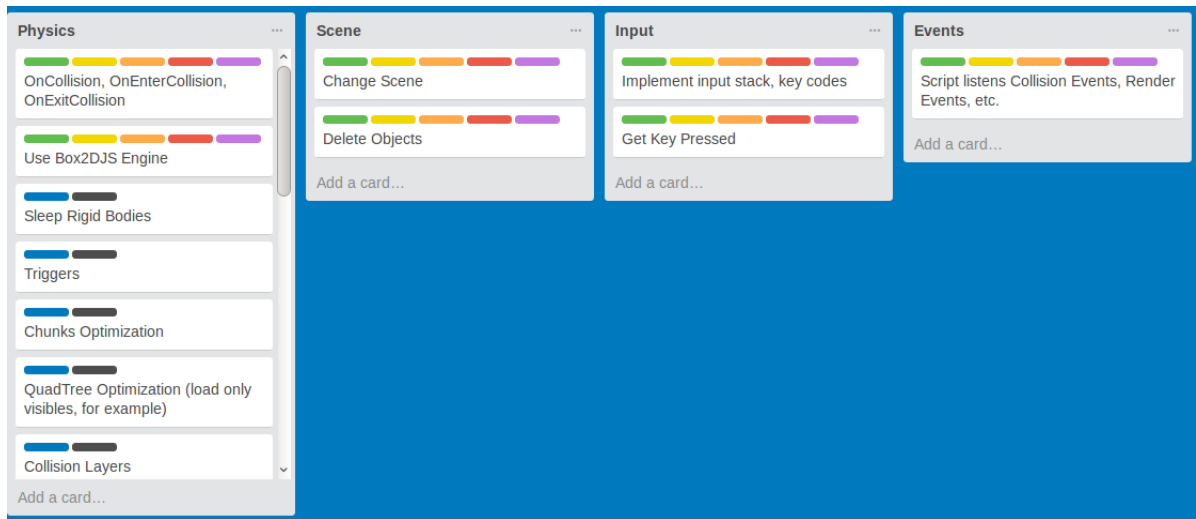 Physics
OnCollision, OnEnterCollision,
OnExitCollision
Use Box2DJS Engine
Sleep Rigid Bodies
Triggers
Chunks Optimization
QuadTree Optimization (load only
visibles, for example)
Collision Layers
Add a card…
Scene
Change Scene
Delete Objects
Add a card…
Input
Implement input stack, key codes
Get Key Pressed
Add a card…
Events
Script listens Collision Events, Render
Events, etc.
Add a card…